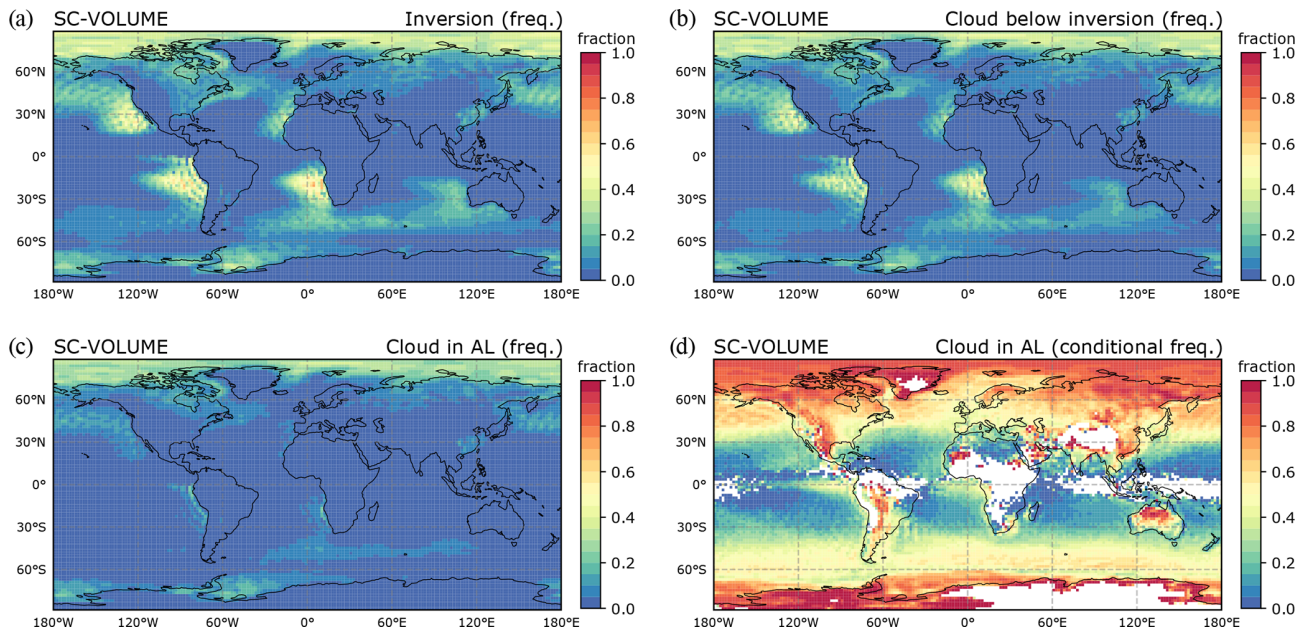 (a) SC-VOLUME Inversion (freq.)
fraction
1.0
0.8
0.6
0.4
0.2
0.0
60°N
30°N
0°
30°S
60°S
180°W 120°W 60°W 0° 60°E 120°E 180°E
(b) SC-VOLUME Cloud below inversion (freq.)
fraction
1.0
0.8
0.6
0.4
0.2
0.0
60°N
30°N
0°
30°S
60°S
180°W 120°W 60°W 0° 60°E 120°E 180°E
(c) SC-VOLUME Cloud in AL (freq.)
fraction
1.0
0.8
0.6
0.4
0.2
0.0
60°N
30°N
0°
30°S
60°S
180°W 120°W 60°W 0° 60°E 120°E 180°E
(d) SC-VOLUME Cloud in AL (conditional freq.)
fraction
1.0
0.8
0.6
0.4
0.2
0.0
60°N
30°N
0°
30°S
60°S
180°W 120°W 60°W 0° 60°E 120°E 180°E